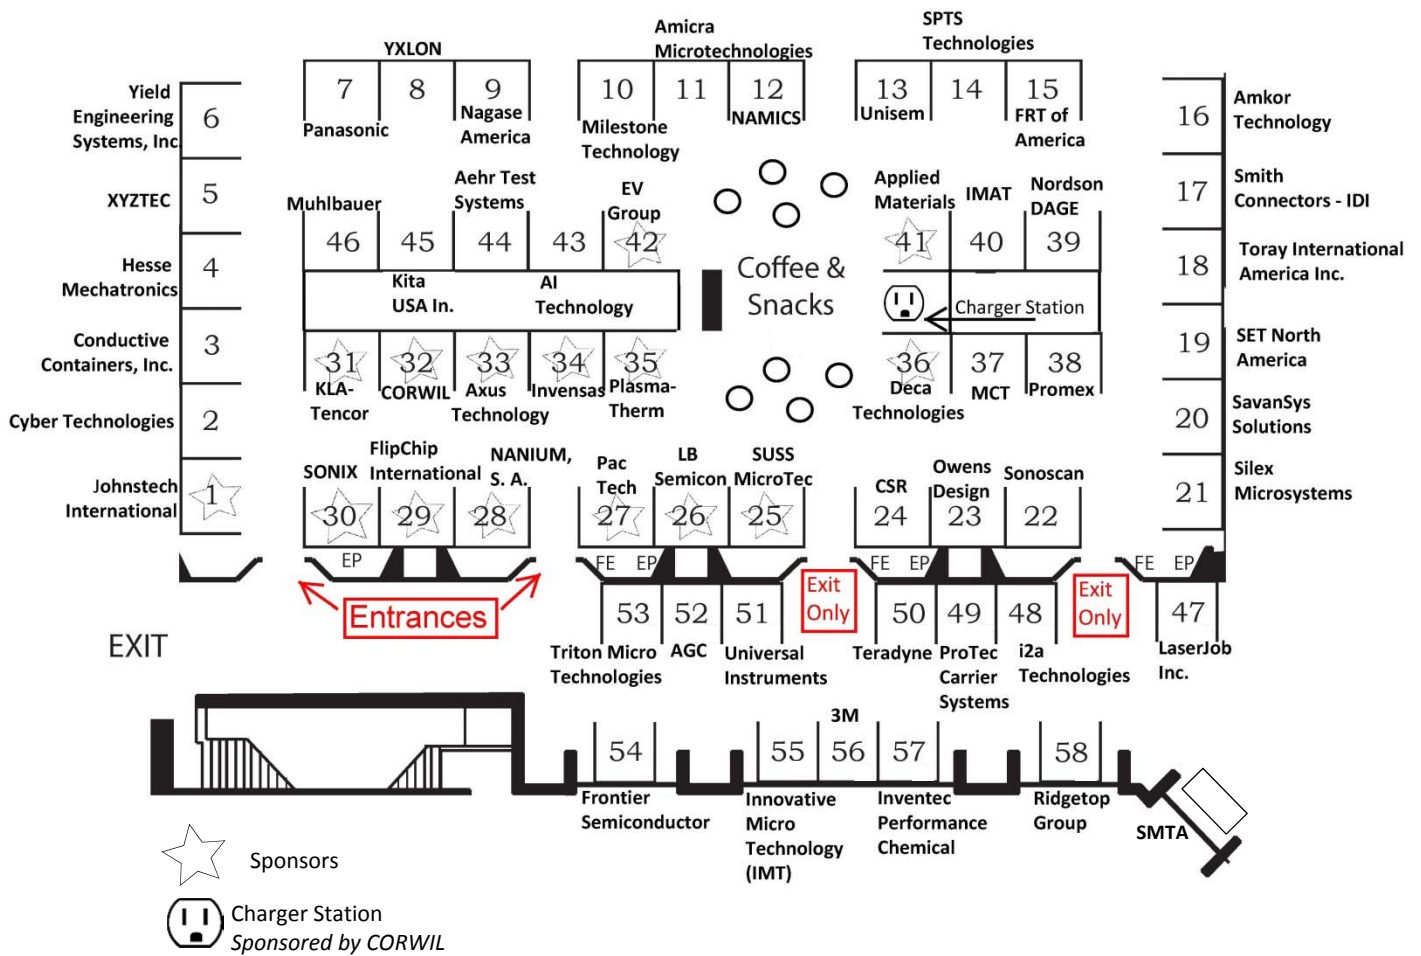 YXLON
Amicra
Microtechnologies
SPTS
Technologies
7
8
9
Panasonic
Nagase
America
10
11
12
Milestone
Technology
NAMICS
13
14
15
Unisem
FRT of
America
Yield
Engineering
Systems, Inc
6
XYZTEC
5
Hesse
Mechatronics
4
Conductive
Containers, Inc.
3
Cyber Technologies
2
Johnstech
International
1
16
Amkor
Technology
17
Smith
Connectors - IDI
18
Toray International
America Inc.
19
SET North
America
20
SavanSys
Solutions
21
Silex
Microsystems
Muhlbauer
Aehr Test
Systems
EV
Group
46
45
44
43
42
Kita
USA In.
AI
Technology
31
32
33
34
35
KLA-
Tencor
CORWIL
Axus
Technology
Invensas
Plasma-
Therm
Coffee &
Snacks
Applied
Materials
IMAT
Nordson
DAGE
41
40
39
Charger Station
36
37
38
Deca
Technologies
MCT
Promex
SONIX
FlipChip
International
NANIUM,
S. A.
30
29
28
EP
Pac
Tech
LB
Semicon
SUSS
MicroTec
27
26
25
FE
EP
CSR
Owens
Design
Sonoscan
24
23
22
FE
EP
FE
EP
Entrances
Exit
Only
Exit
Only
EXIT
53
52
51
Triton Micro
Technologies
AGC
Universal
Instruments
50
49
48
Teradyne
ProTec
Carrier
Systems
i2a
Technologies
47
LaserJob
Inc.
3M
54
55
56
57
58
Frontier
Semiconductor
Innovative
Micro
Technology
(IMT)
Inventec
Performance
Chemical
Ridgetop
Group
SMTA
Sponsors
Charger Station
Sponsored by CORWIL